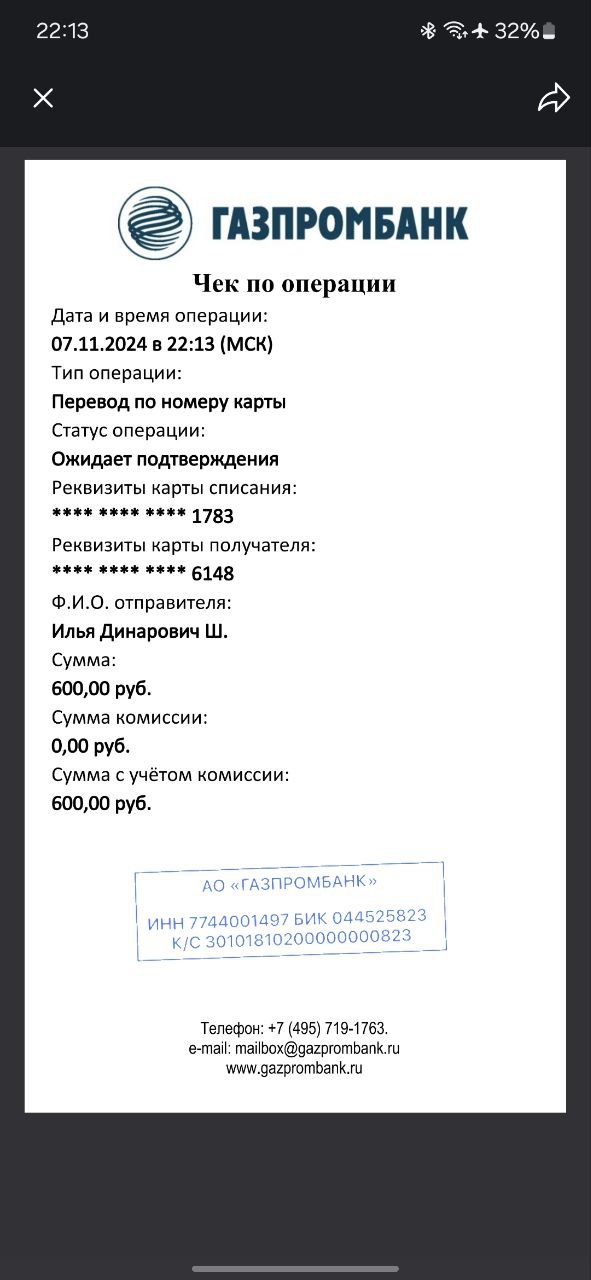 22:13
32%
ГАЗПРОМБАНК
Чек по операции
Дата и время операции:
07.11.2024 в 22:13 (МСК)
Тип операции:
Перевод по номеру карты
Статус операции:
Ожидает подтверждения
Реквизиты карты списания:
**** **** **** 1783
Реквизиты карты получателя:
**** **** **** 6148
Ф.И.О. отправителя:
Илья Динарович Ш.
Сумма:
600,00 руб.
Сумма комиссии:
0,00 руб.
Сумма с учётом комиссии:
600,00 руб.
АО «ГАЗПРОМБАНК»
ИНН 7744001497 БИК 044525823
К/С 30101810200000000823
Телефон: +7 (495) 719-1763.
e-mail: mailbox@gazprombank.ru
www.gazprombank.ru